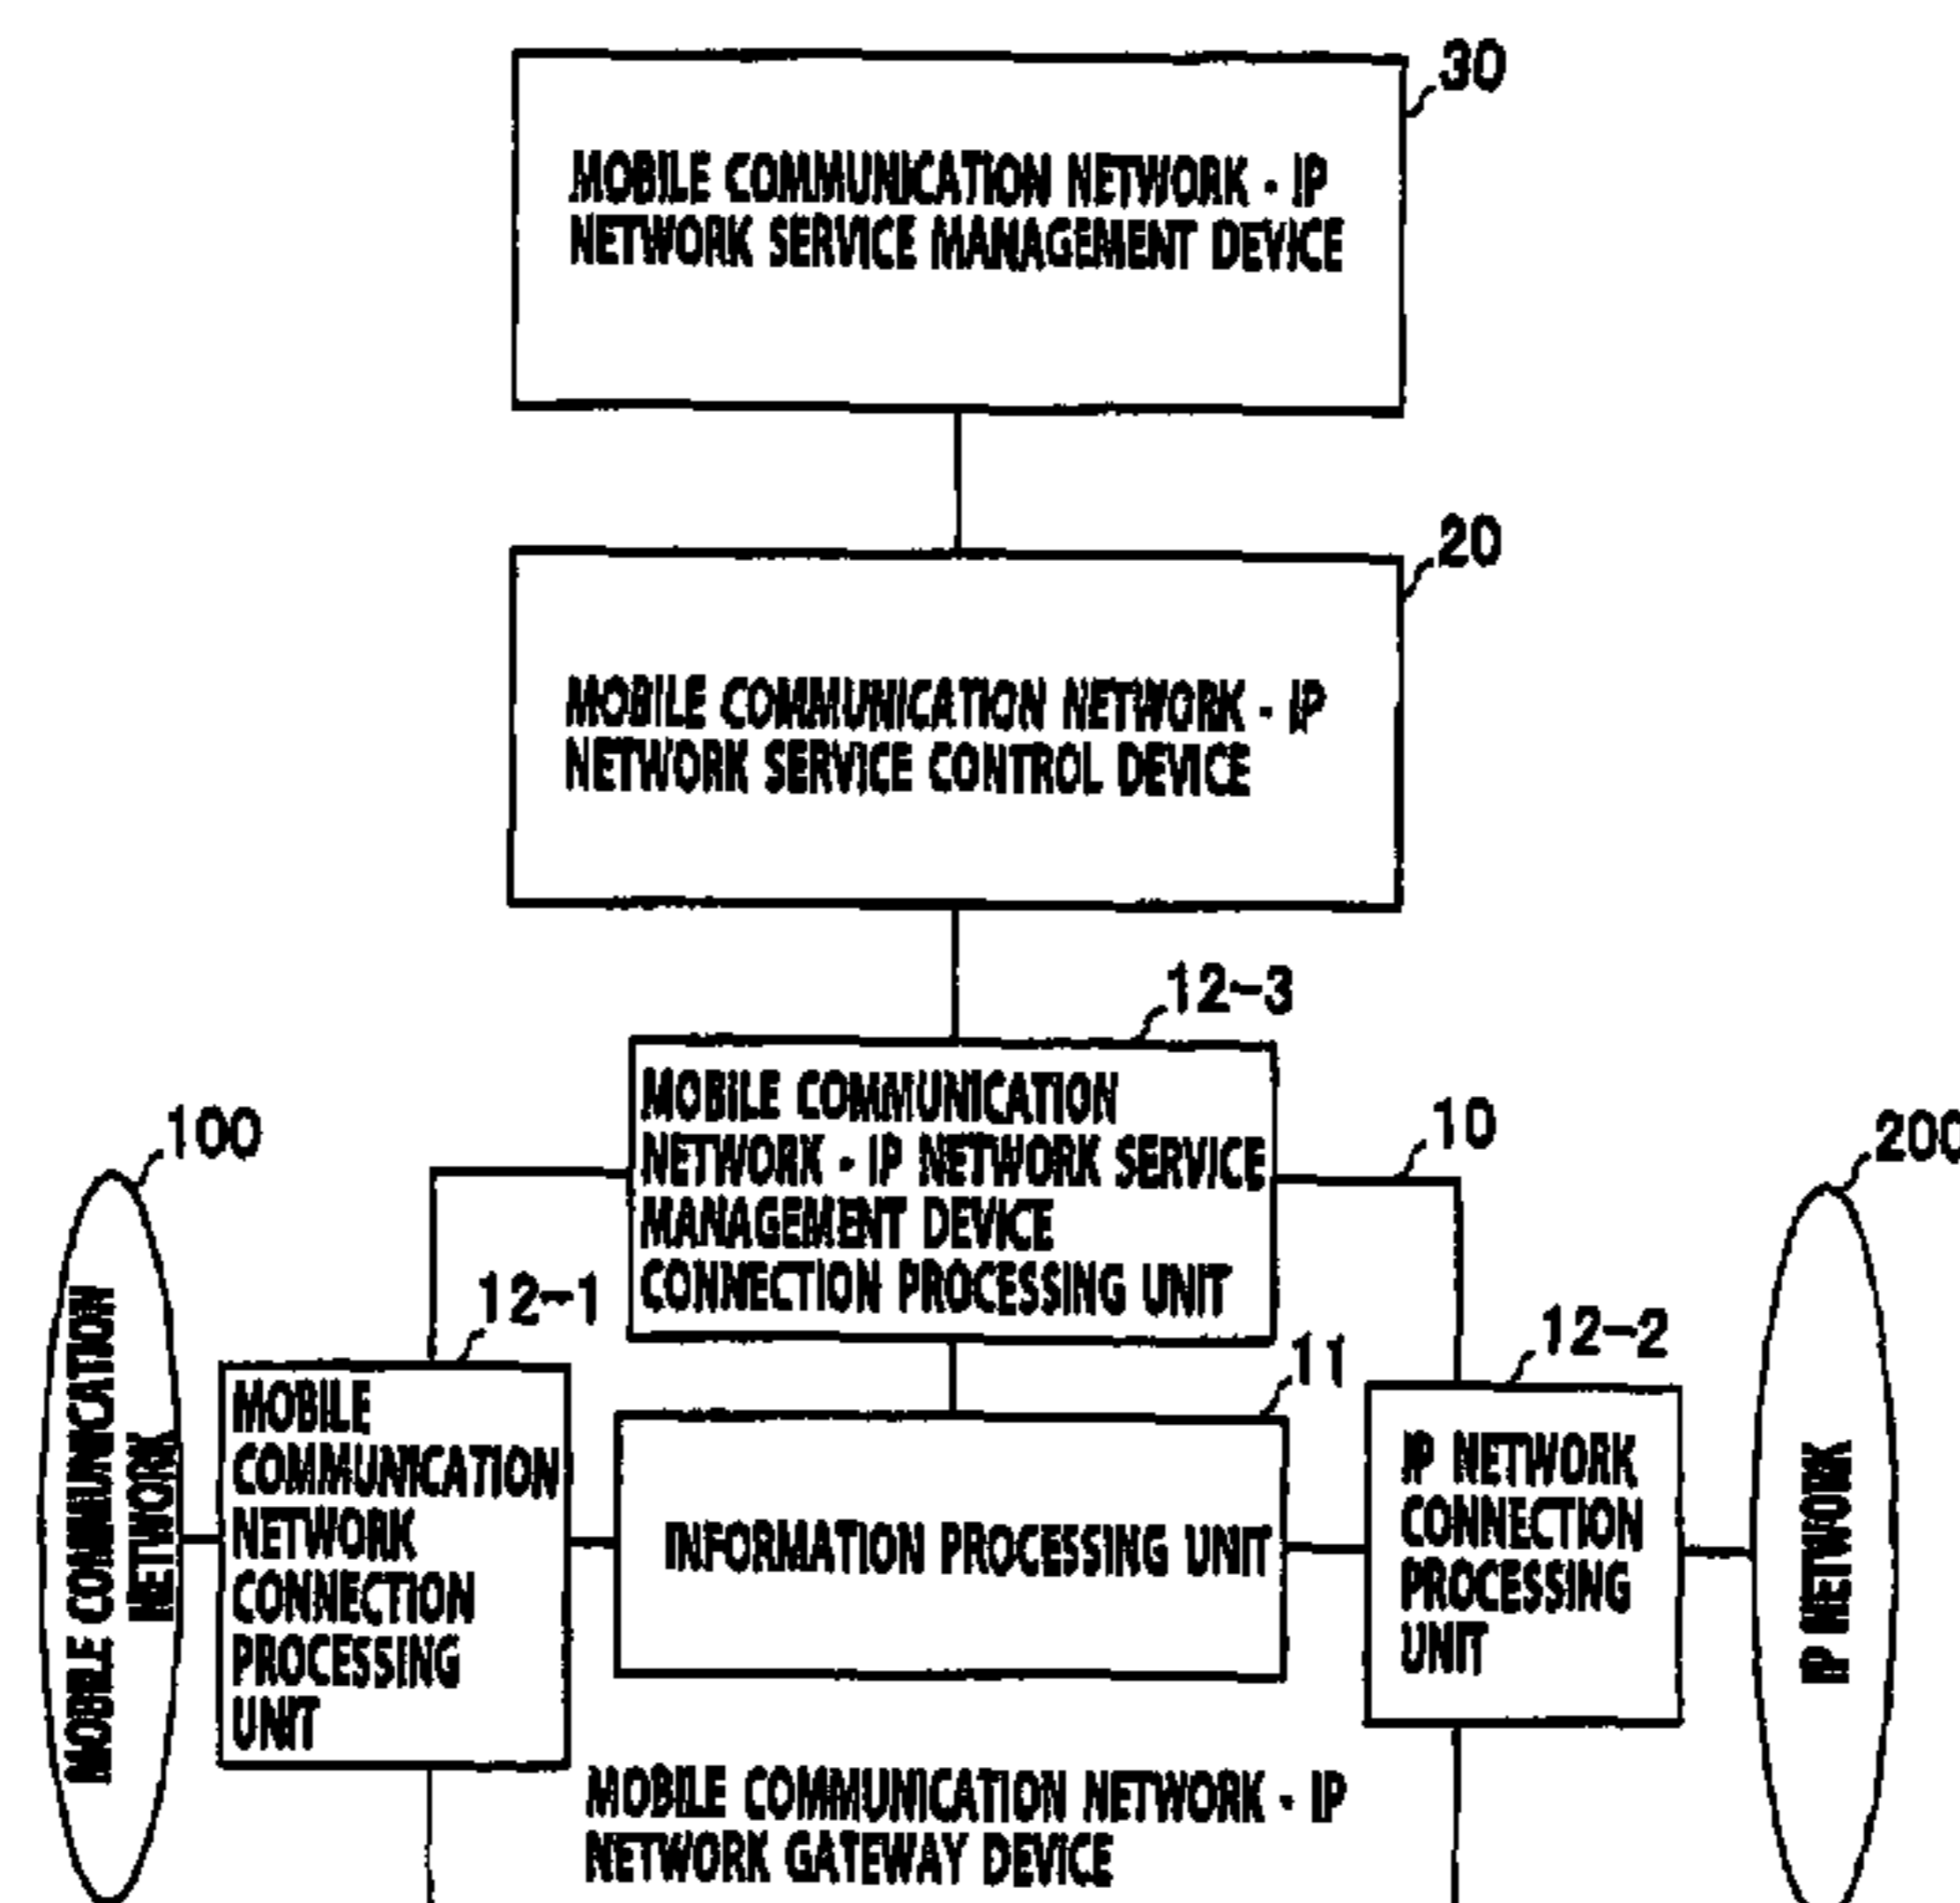 30
MOBILE COMMUNICATION NETWORK - IP
NETWORK SERVICE MANAGEMENT DEVICE
20
MOBILE COMMUNICATION NETWORK - IP
NETWORK SERVICE CONTROL DEVICE
12-3
MOBILE COMMUNICATION
NETWORK - IP NETWORK SERVICE
MANAGEMENT DEVICE
CONNECTION PROCESSING UNIT
100
10
200
MOBILE COMMUNICATION
NETWORK
12-1
MOBILE
COMMUNICATION
NETWORK
CONNECTION
PROCESSING
UNIT
11
INFORMATION PROCESSING UNIT
12-2
IP NETWORK
CONNECTION
PROCESSING
UNIT
IP NETWORK
MOBILE COMMUNICATION NETWORK - IP
NETWORK GATEWAY DEVICE